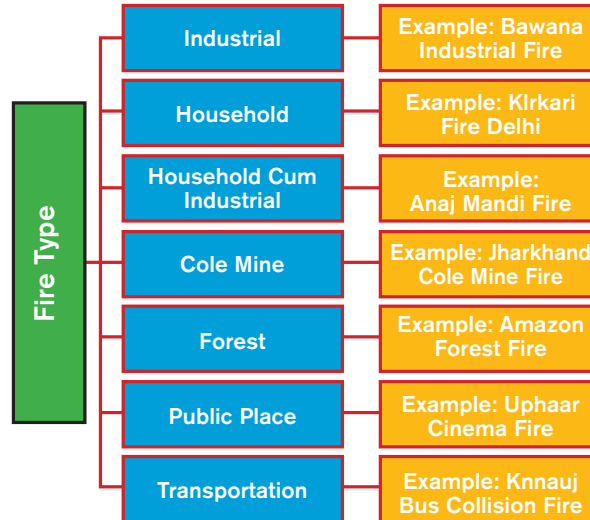 Fire Type
Industrial
Example: Bawana
Industrial Fire
Household
Example: KIrkari
Fire Delhi
Household Cum
Industrial
Example:
Anaj Mandi Fire
Cole Mine
Example: Jharkhand
Cole Mine Fire
Forest
Example: Amazon
Forest Fire
Public Place
Example: Uphaar
Cinema Fire
Transportation
Example: Knnauj
Bus Collision Fire